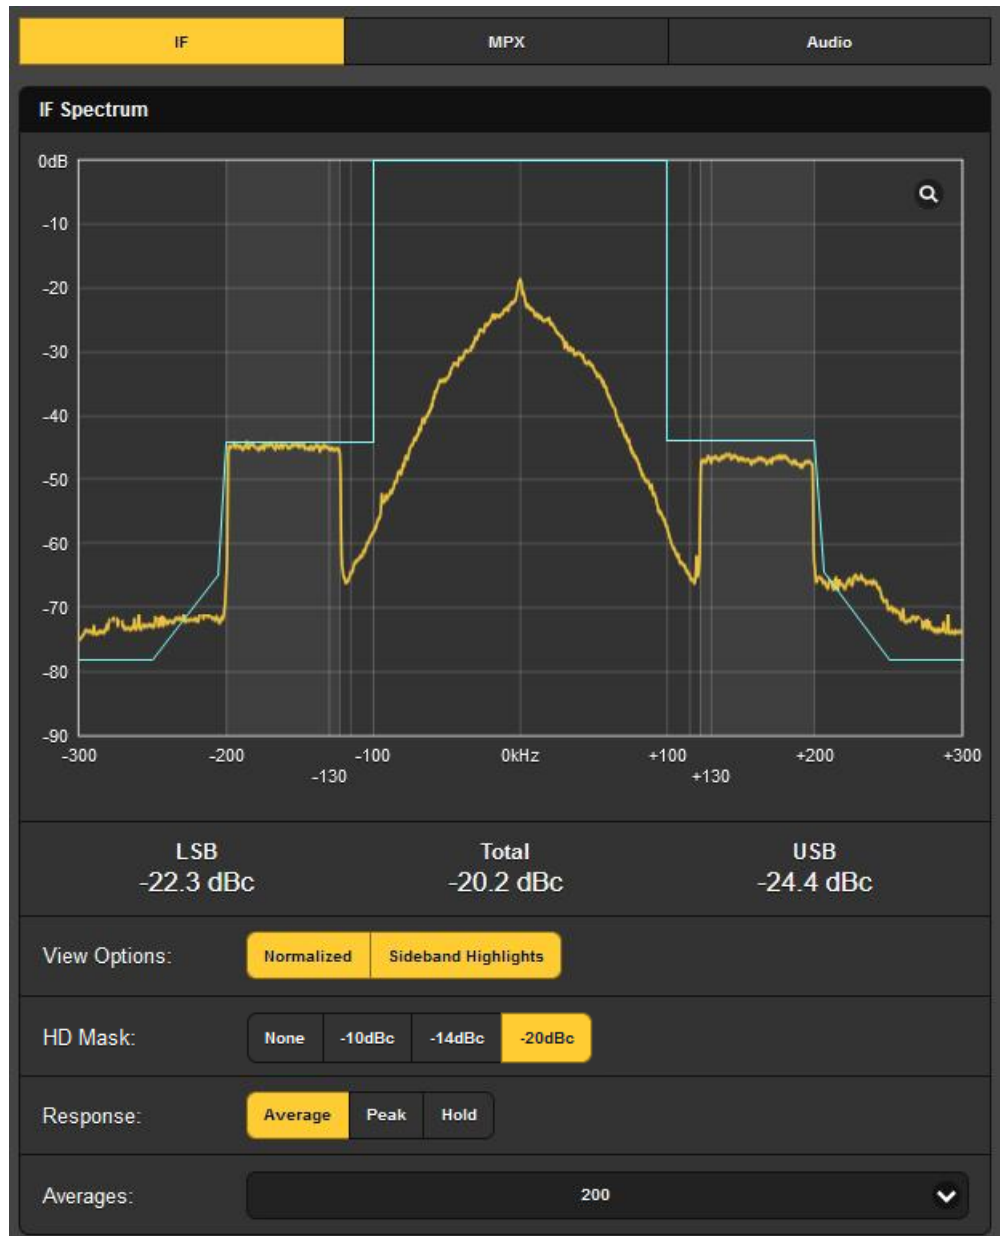 IF MPX Audio
IF Spectrum
0dB
-10
-20
-30
-40
-50
-60
-70
-80
-90
-300 -200 -100 0kHz +100 +200 +300
-130 +130
LSB Total USB
-22.3 dBc -20.2 dBc -24.4 dBc
View Options: Normalized Sideband Highlights
HD Mask: None -10dBc -14dBc -20dBc
Response: Average Peak Hold
Averages: 200